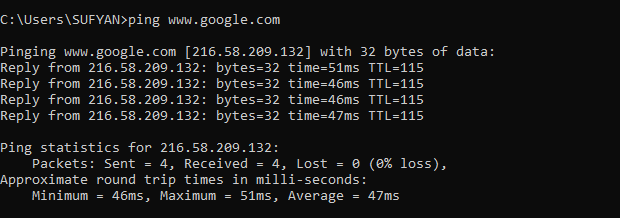 C:\Users\SUFYAN>ping www.google.com
Pinging www.google.com [216.58.209.132] with 32 bytes of data:
Reply from 216.58.209.132: bytes=32 time=51ms TTL=115
Reply from 216.58.209.132: bytes=32 time=46ms TTL=115
Reply from 216.58.209.132: bytes=32 time=46ms TTL=115
Reply from 216.58.209.132: bytes=32 time=47ms TTL=115
Ping statistics for 216.58.209.132:
    Packets: Sent = 4, Received = 4, Lost = 0 (0% loss),
Approximate round trip times in milli-seconds:
    Minimum = 46ms, Maximum = 51ms, Average = 47ms